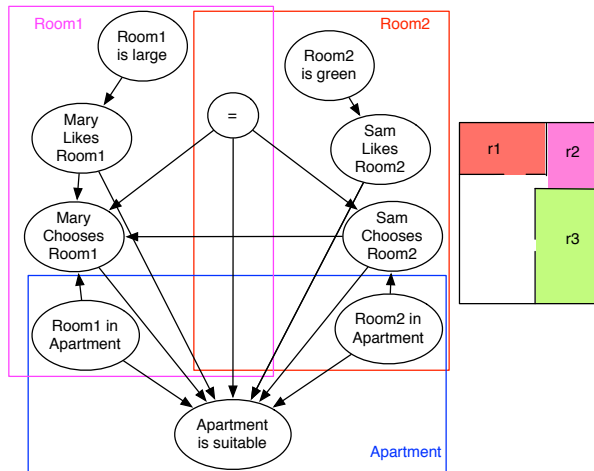 Room1
Room2
Room1
is large
Room2
is green
=
Mary
Likes
Room1
Sam
Likes
Room2
Mary
Chooses
Room1
Sam
Chooses
Room2
Room1 in
Apartment
Room2 in
Apartment
Apartment
is suitable
Apartment
r1
r2
r3